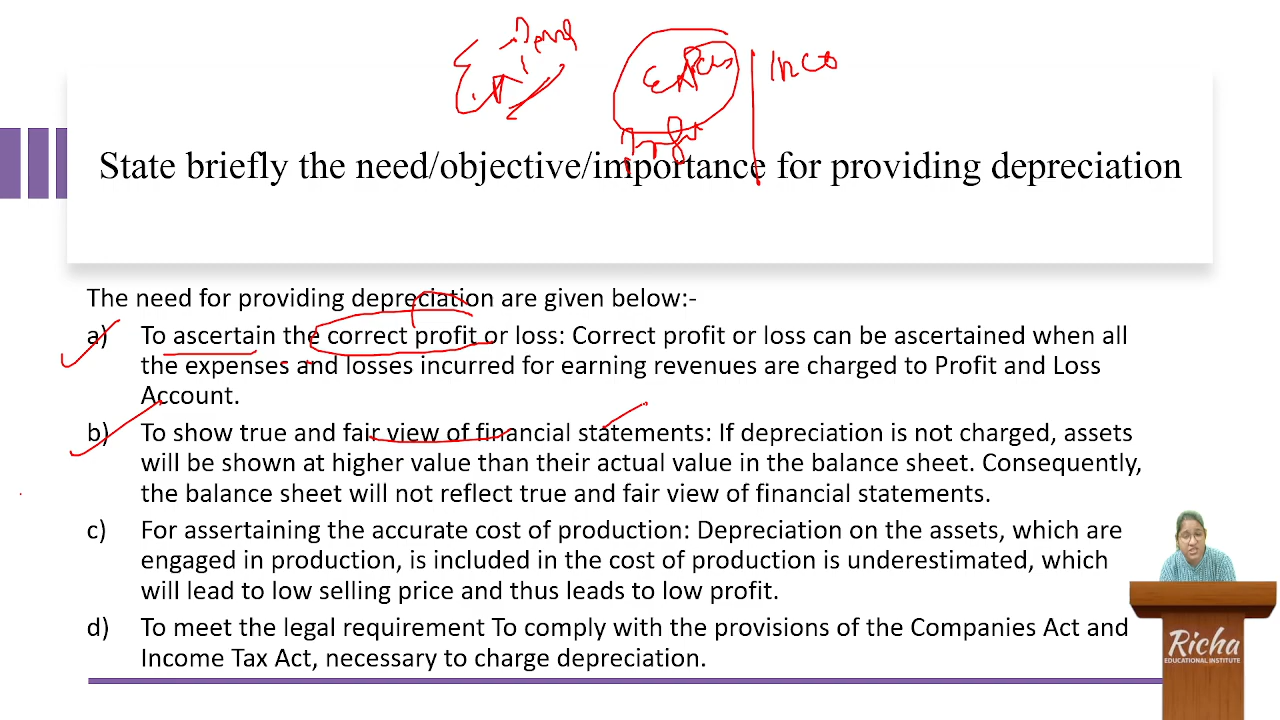 State briefly the need/objective/importance for providing depreciation
The need for providing depreciation are given below:-
a) To ascertain the correct profit or loss: Correct profit or loss can be ascertained when all
the expenses and losses incurred for earning revenues are charged to Profit and Loss
Account.
b) To show true and fair view of financial statements: If depreciation is not charged, assets
will be shown at higher value than their actual value in the balance sheet. Consequently,
the balance sheet will not reflect true and fair view of financial statements.
c) For assertaining the accurate cost of production: Depreciation on the assets, which are
engaged in production, is included in the cost of production is underestimated, which
will lead to low selling price and thus leads to low profit.
d) To meet the legal requirement To comply with the provisions of the Companies Act and
Income Tax Act, necessary to charge depreciation.
Richa
EDUCATIONAL INSTITUTE